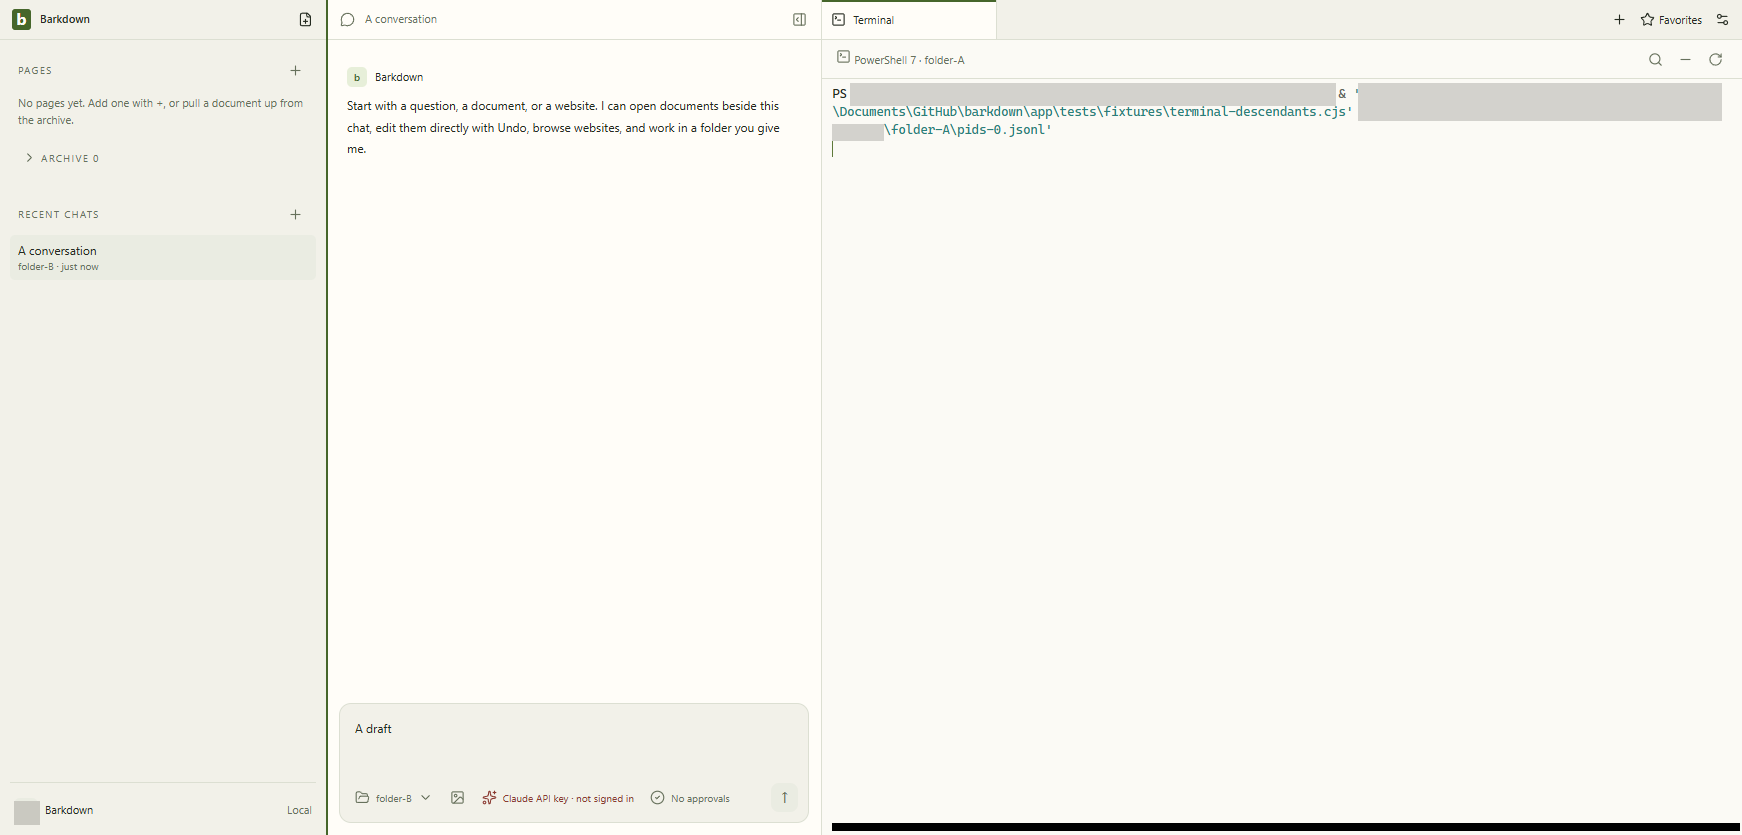 b Barkdown
PAGES
No pages yet. Add one with +, or pull a document up from
the archive.
ARCHIVE 0
RECENT CHATS
A conversation
folder-B · just now
Barkdown Local
A conversation
b Barkdown
Start with a question, a document, or a website. I can open documents beside this
chat, edit them directly with Undo, browse websites, and work in a folder you give
me.
A draft
folder-B Claude API key · not signed in No approvals
Terminal Favorites
PowerShell 7 · folder-A
PS & '
\Documents\GitHub\barkdown\app\tests\fixtures\terminal-descendants.cjs'
\folder-A\pids-0.jsonl'